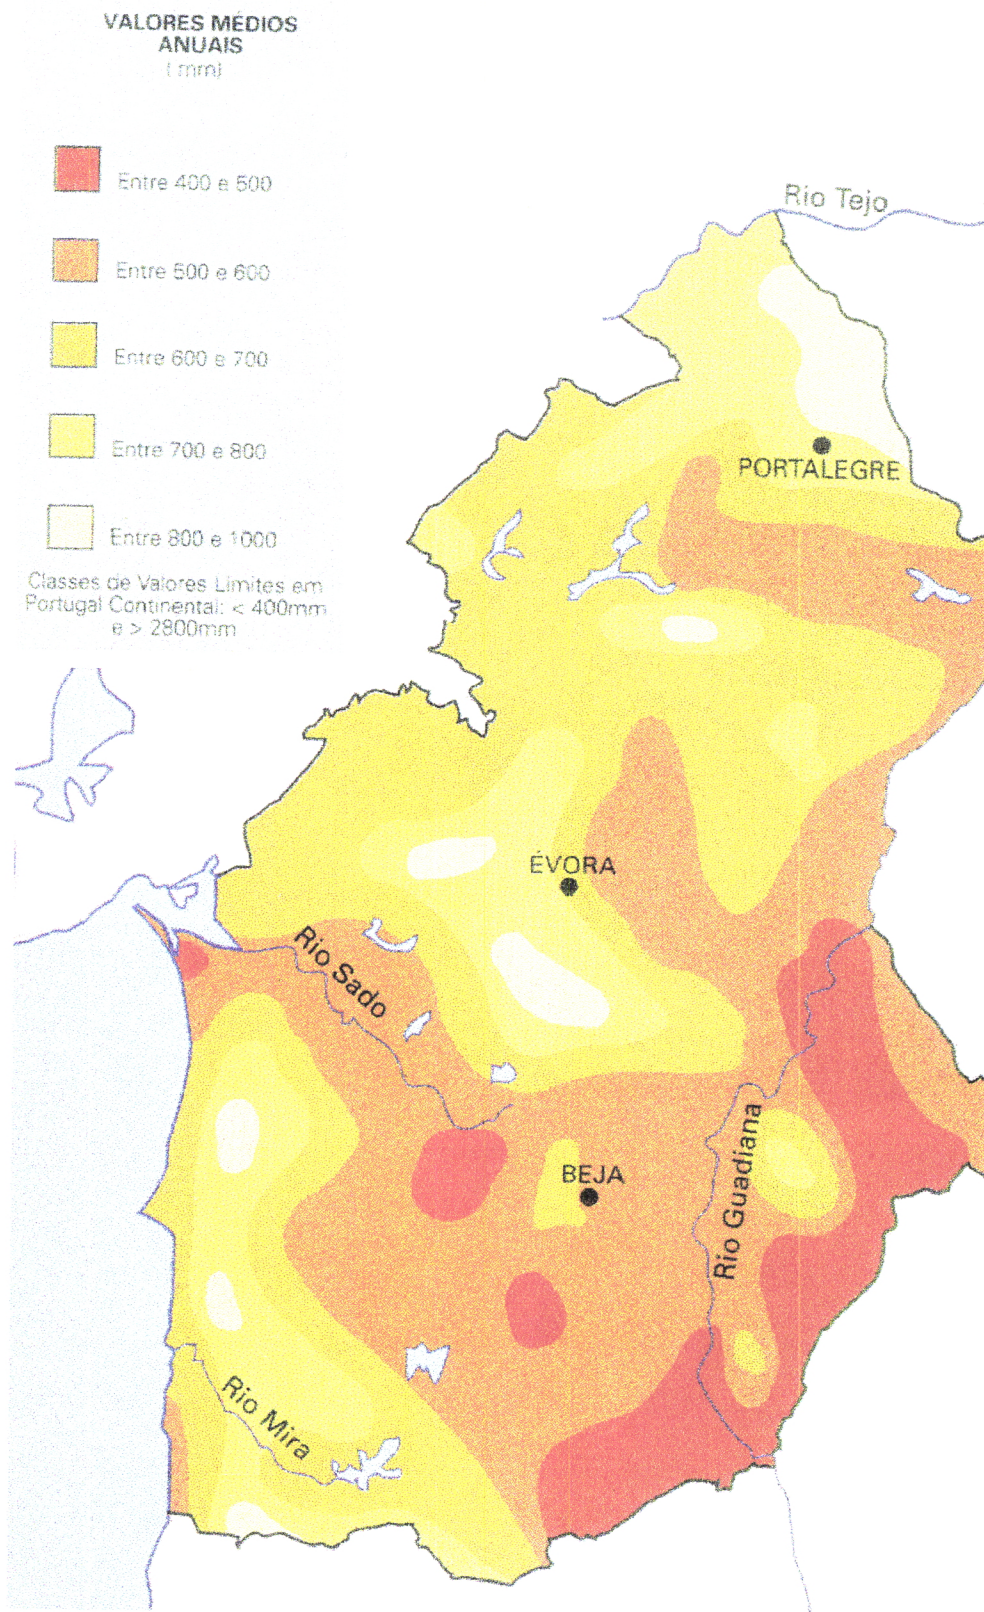 VALORES MÉDIOS
ANUAIS
(mm)
Entre 400 e 500
Entre 500 e 600
Entre 600 e 700
Entre 700 e 800
Entre 800 e 1000
Classes de Valores Limites em
Portugal Continental: < 400mm
e > 2800mm
Rio Tejo
PORTALEGRE
ÉVORA
Rio Sado
BEJA
Rio Guadiana
Rio Mira